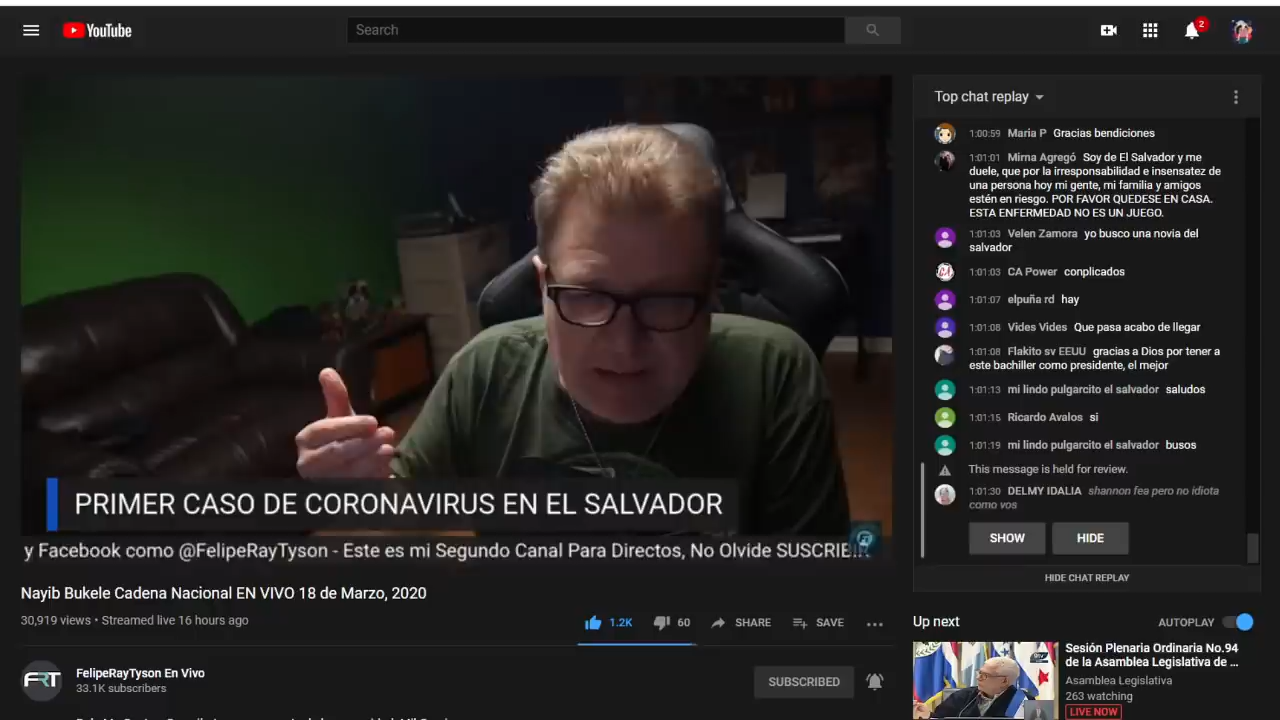 YouTube
Search
2
Top chat replay
1:00:59 Maria P Gracias bendiciones
1:01:01 Mirna Agregó Soy de El Salvador y me
duele, que por la irresponsabilidad e insensatez de
una persona hoy mi gente, mi familia y amigos
estén en riesgo. POR FAVOR QUEDESE EN CASA.
ESTA ENFERMEDAD NO ES UN JUEGO.
1:01:03 Velen Zamora yo busco una novia del
salvador
1:01:03 CA Power conplicados
1:01:07 elpuña rd hay
1:01:08 Vides Vides Que pasa acabo de llegar
1:01:08 Flakito sv EEUU gracias a Dios por tener a
este bachiller como presidente, el mejor
1:01:13 mi lindo pulgarcito el salvador saludos
1:01:15 Ricardo Avalos si
1:01:19 mi lindo pulgarcito el salvador busos
This message is held for review.
1:01:30 DELMY IDALIA shannon fea pero no idiota
como vos
SHOW HIDE
HIDE CHAT REPLAY
PRIMER CASO DE CORONAVIRUS EN EL SALVADOR
y Facebook como @FelipeRayTyson - Este es mi Segundo Canal Para Directos, No Olvide SUSCRIBIR
Nayib Bukele Cadena Nacional EN VIVO 18 de Marzo, 2020
30,919 views • Streamed live 16 hours ago
1.2K 60 SHARE SAVE
FRT
FelipeRayTyson En Vivo
33.1K subscribers
SUBSCRIBED
Up next AUTOPLAY
Sesión Plenaria Ordinaria No.94
de la Asamblea Legislativa de ...
Asamblea Legislativa
263 watching
LIVE NOW